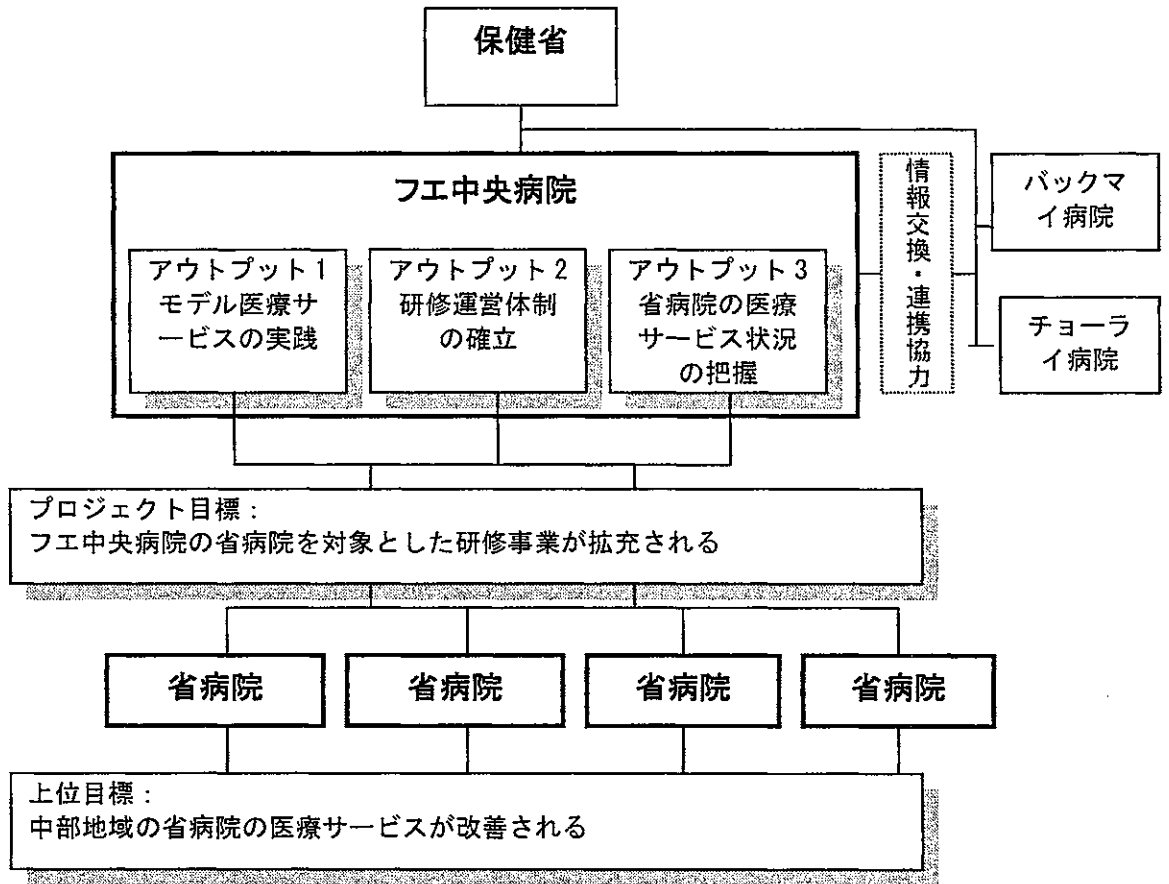 保健省
フエ中央病院
アウトプット1
モデル医療サ
ービスの実践
アウトプット2
研修運営体制
の確立
アウトプット3
省病院の医療
サービス状況
の把握
情報交換・連携協力
バックマ
イ病院
チョーラ
イ病院
プロジェクト目標:
フエ中央病院の省病院を対象とした研修事業が拡充される
省病院
省病院
省病院
省病院
上位目標:
中部地域の省病院の医療サービスが改善される